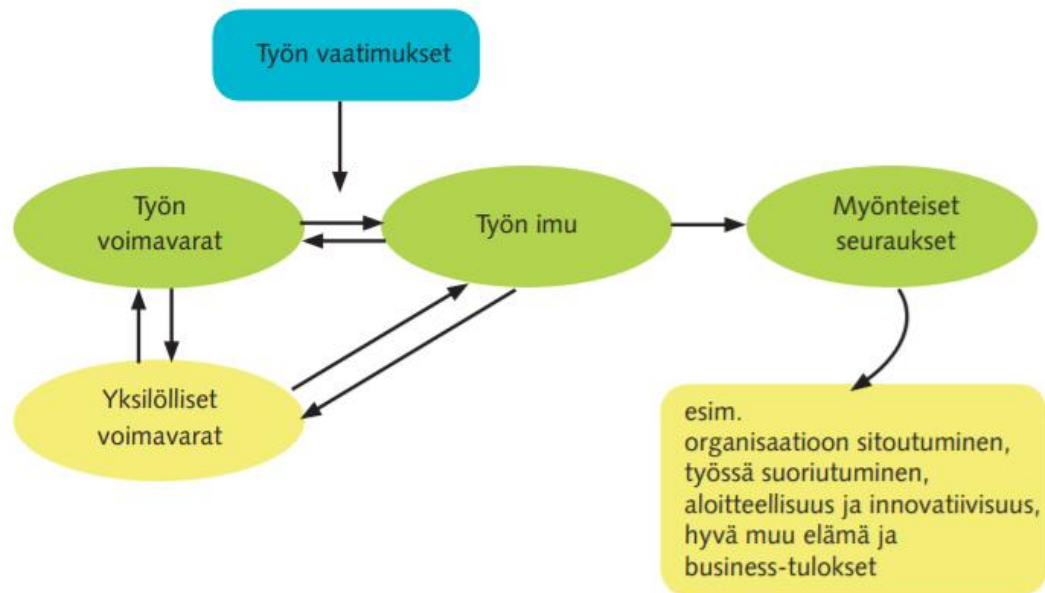 Työn vaatimukset
Työn
voimavarat
Työn imu
Myönteiset
seuraukset
Yksilölliset
voimavarat
esim.
organisaatioon sitoutuminen,
työssä suoriutuminen,
aloitteellisuus ja innovatiivisuus,
hyvä muu elämä ja
business-tulokset